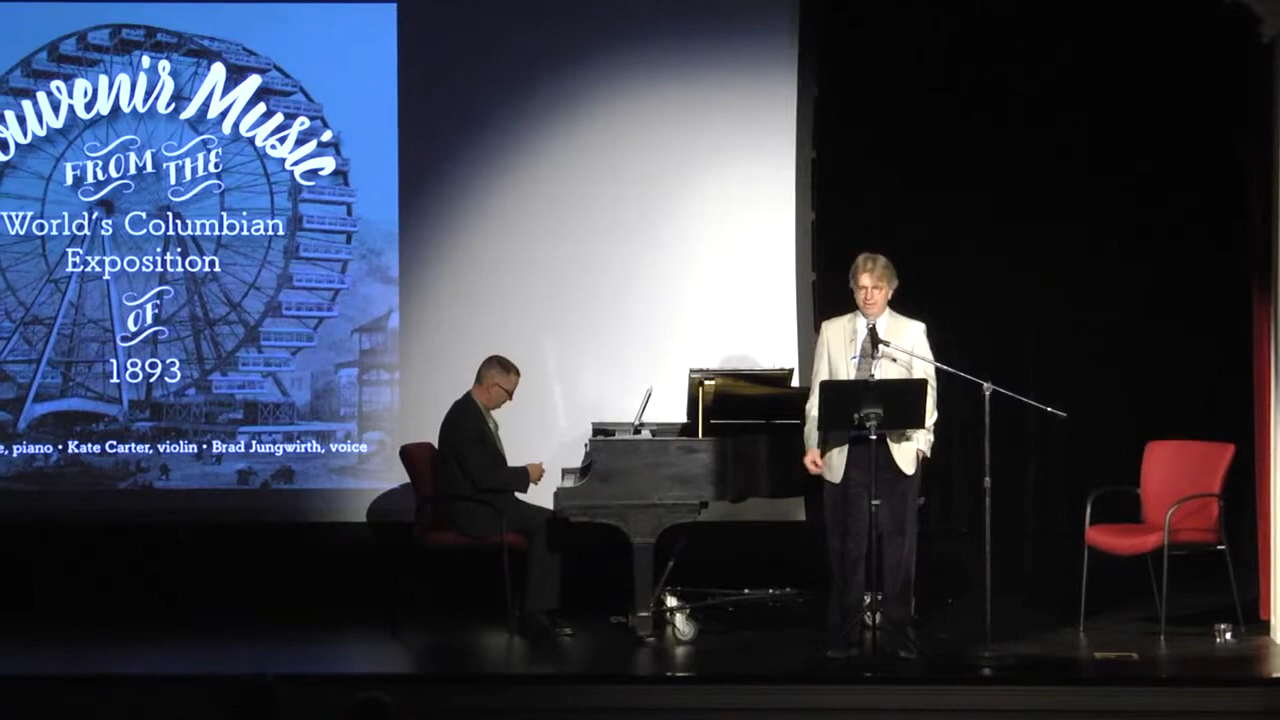 ouvenir Music
FROM THE
World's Columbian
Exposition
OF
1893
e, piano • Kate Carter, violin • Brad Jungwirth, voice